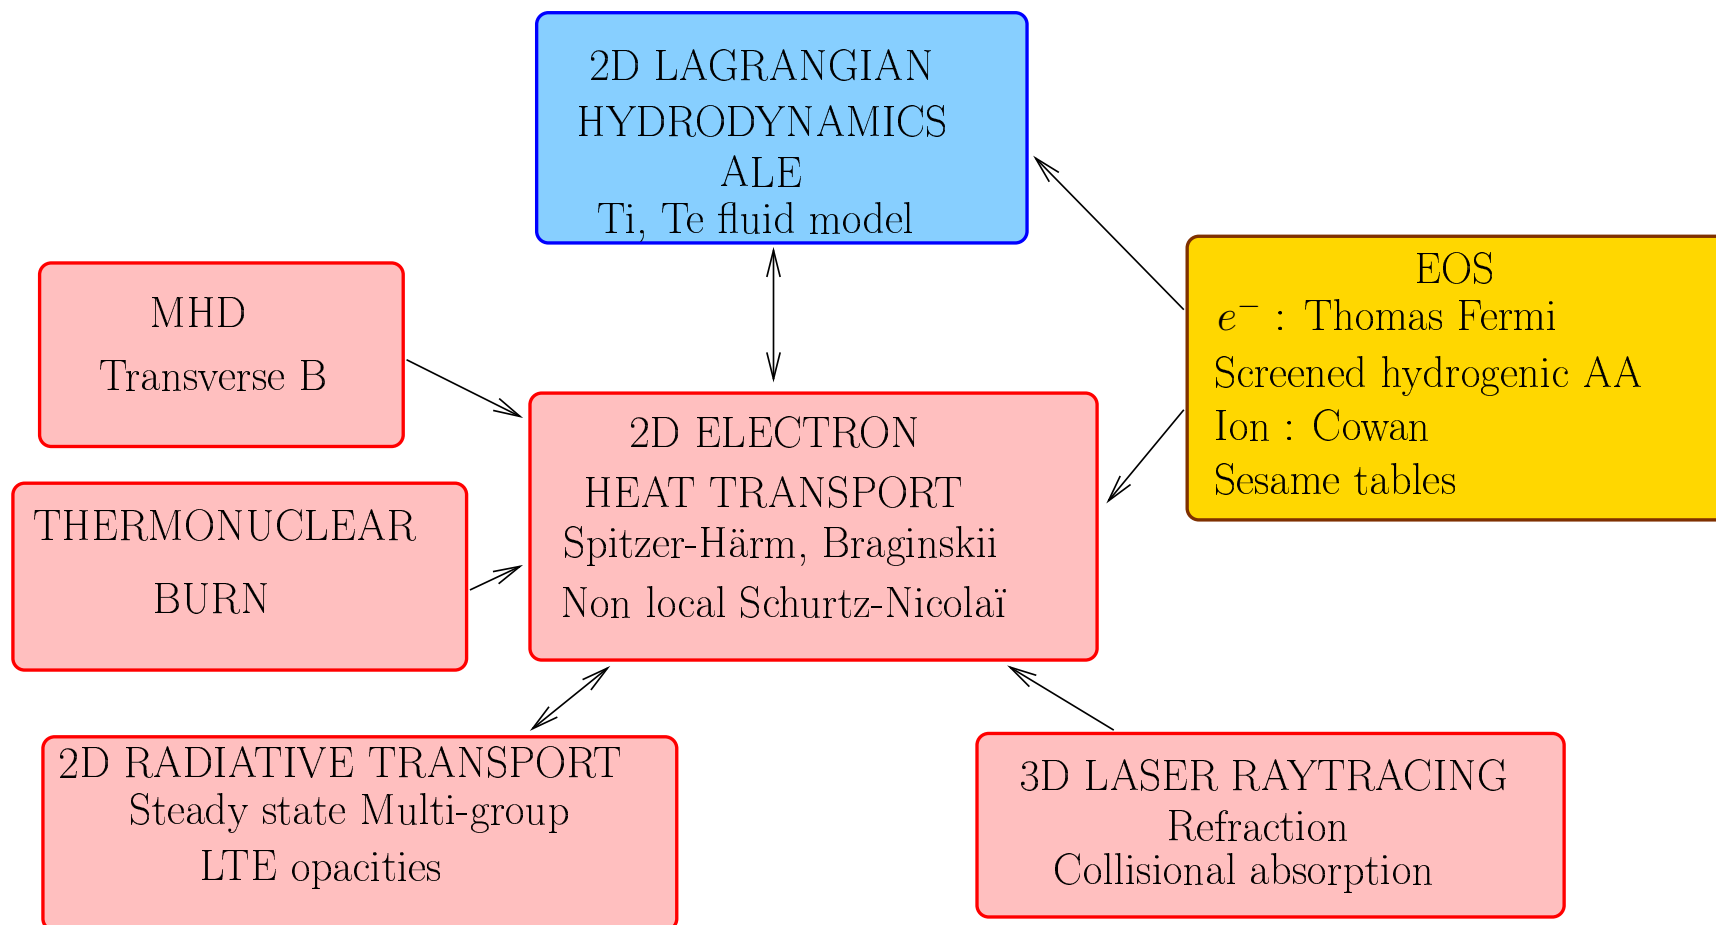 2D LAGRANGIAN
HYDRODYNAMICS
ALE
Ti, Te fluid model
EOS
e⁻ : Thomas Fermi
Screened hydrogenic AA
Ion : Cowan
Sesame tables
MHD
Transverse B
2D ELECTRON
HEAT TRANSPORT
Spitzer-Härm, Braginskii
Non local Schurtz-Nicolaï
THERMONUCLEAR
BURN
2D RADIATIVE TRANSPORT
Steady state Multi-group
LTE opacities
3D LASER RAYTRACING
Refraction
Collisional absorption